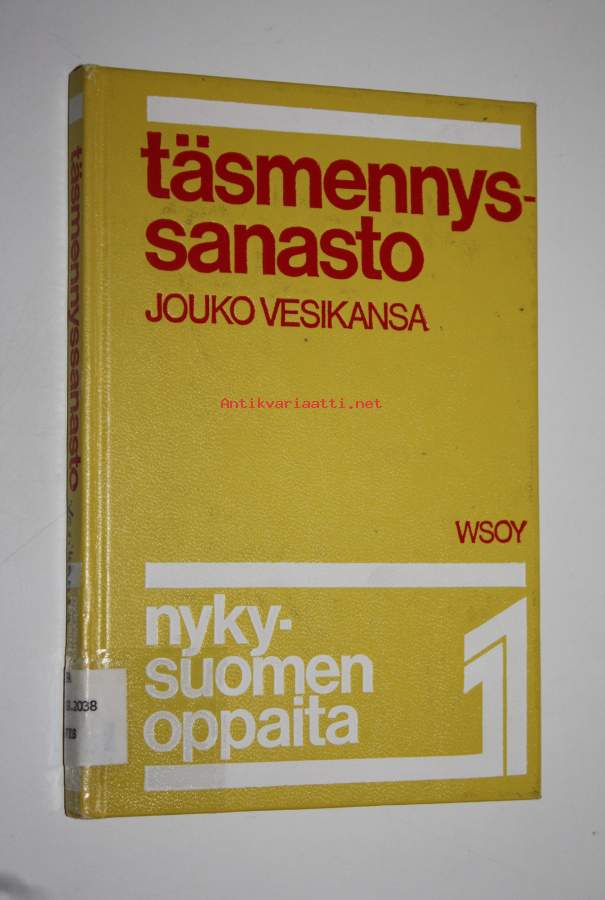 täsmennys-
sanasto
JOUKO VESIKANSA
Antikvariaatti.net
WSOY
nyky-
suomen
oppaita
1
täsmennyssanasto